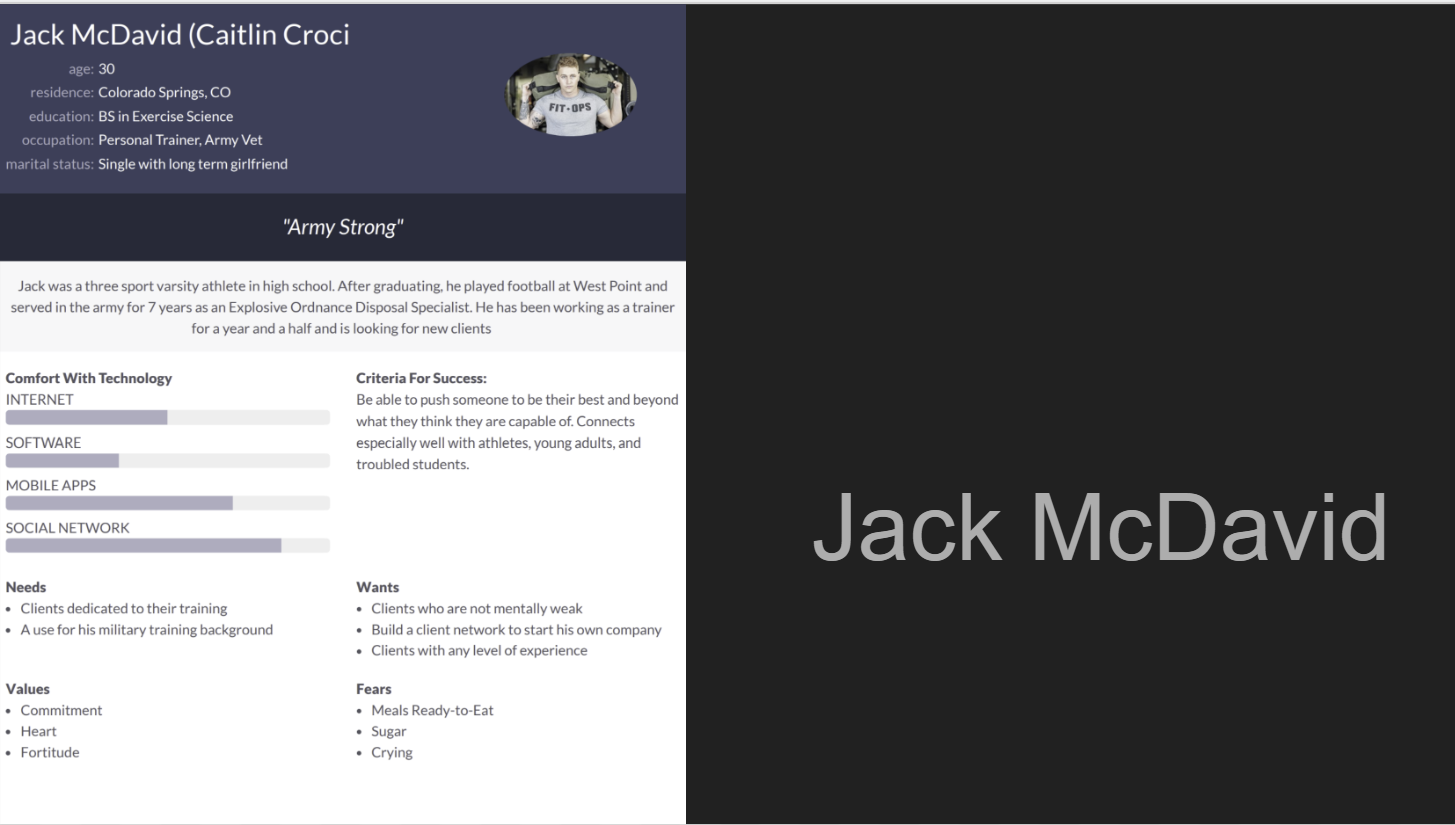 Jack McDavid (Caitlin Croci
age: 30
residence: Colorado Springs, CO
education: BS in Exercise Science
occupation: Personal Trainer, Army Vet
marital status: Single with long term girlfriend
FIT-OPS
"Army Strong"
Jack was a three sport varsity athlete in high school. After graduating, he played football at West Point and
served in the army for 7 years as an Explosive Ordnance Disposal Specialist. He has been working as a trainer
for a year and a half and is looking for new clients
Comfort With Technology
INTERNET
SOFTWARE
MOBILE APPS
SOCIAL NETWORK
Criteria For Success:
Be able to push someone to be their best and beyond
what they think they are capable of. Connects
especially well with athletes, young adults, and
troubled students.
Needs
• Clients dedicated to their training
• A use for his military training background
Wants
• Clients who are not mentally weak
• Build a client network to start his own company
• Clients with any level of experience
Values
• Commitment
• Heart
• Fortitude
Fears
• Meals Ready-to-Eat
• Sugar
• Crying
Jack McDavid